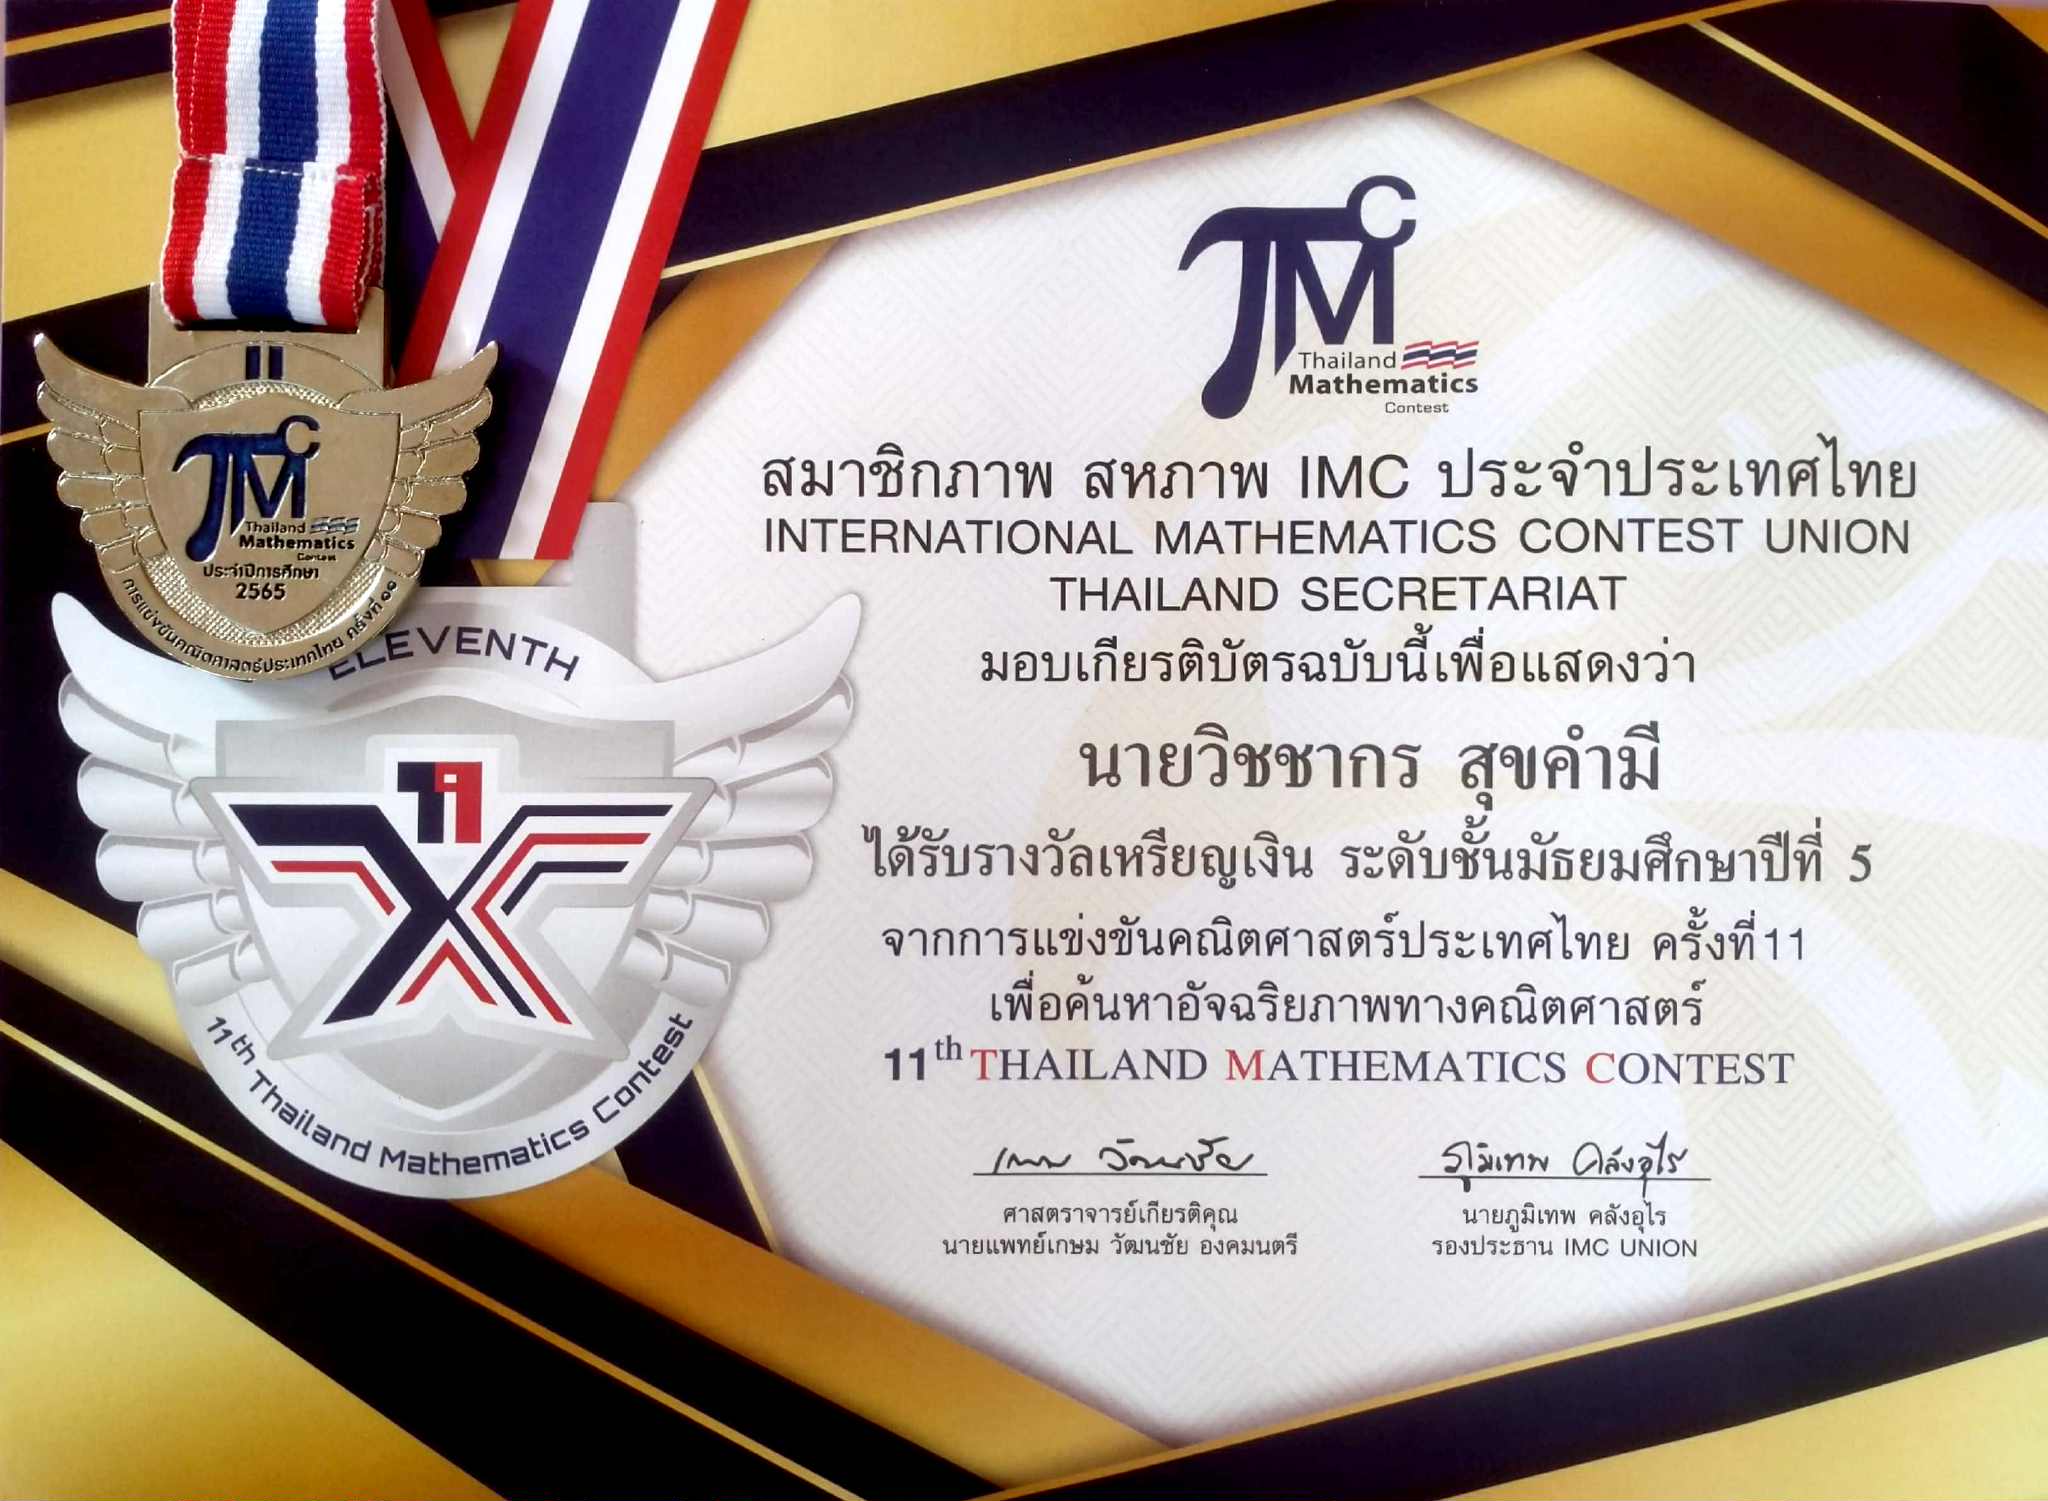 TMC
Thailand
Mathematics
Contest
สมาชิกภาพ สหภาพ IMC ประจำประเทศไทย
INTERNATIONAL MATHEMATICS CONTEST UNION
THAILAND SECRETARIAT
มอบเกียรติบัตรฉบับนี้เพื่อแสดงว่า
นายวิชชากร สุขคำมี
ได้รับรางวัลเหรียญเงิน ระดับชั้นมัธยมศึกษาปีที่ 5
จากการแข่งขันคณิตศาสตร์ประเทศไทย ครั้งที่11
เพื่อค้นหาอัจฉริยภาพทางคณิตศาสตร์
11th THAILAND MATHEMATICS CONTEST
ภูมิเทพ คลังอุไร
ศาสตราจารย์เกียรติคุณ
นายแพทย์เกษม วัฒนชัย องคมนตรี
นายภูมิเทพ คลังอุไร
รองประธาน IMC UNION
TMC
Thailand
Mathematics
Contest
ประจำปีการศึกษา
2565
การแข่งขันคณิตศาสตร์ประเทศไทย ครั้งที่ ๑๑
ELEVENTH
11th Thailand Mathematics Contest